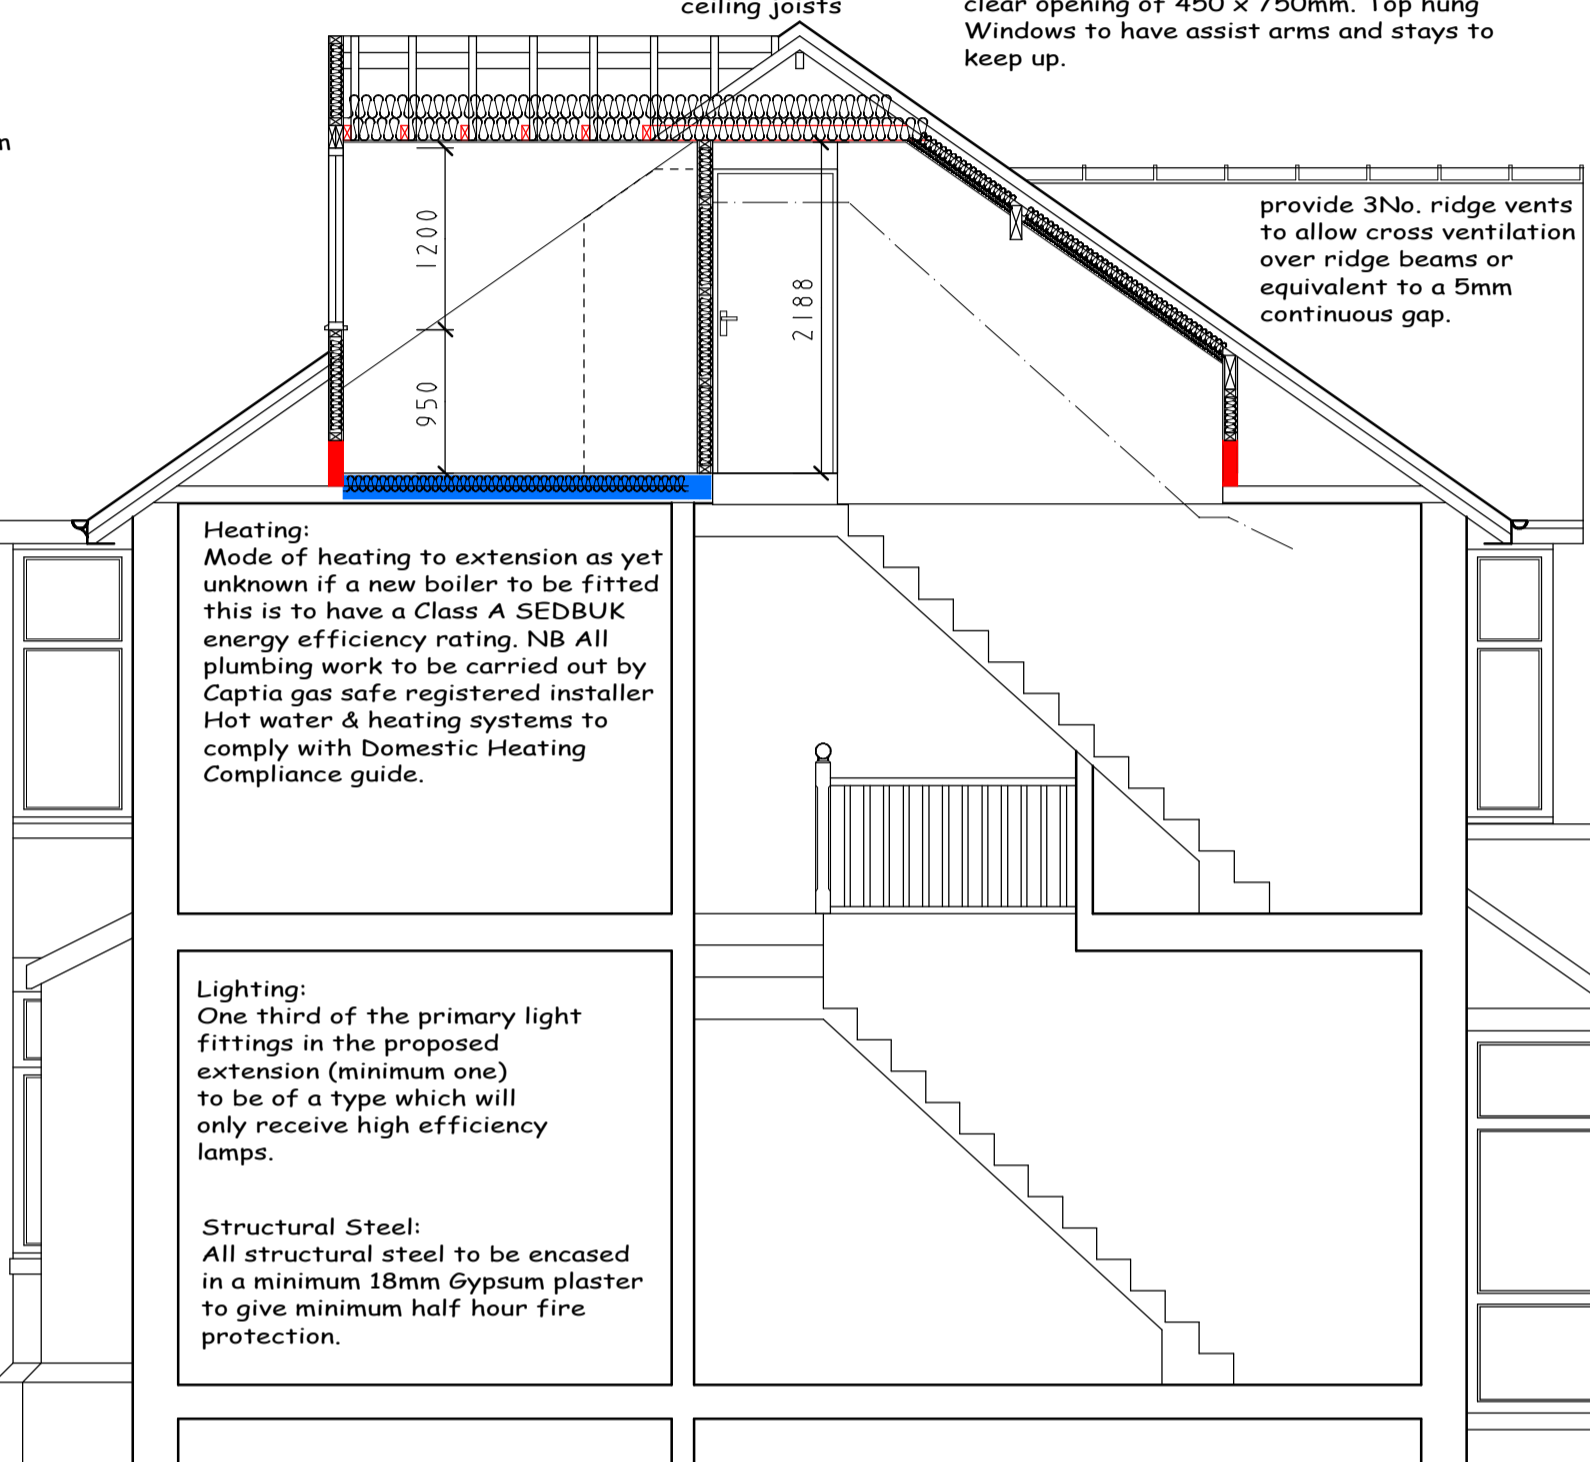 ceiling joists
clear opening of 450 x 750mm. Top hung
Windows to have assist arms and stays to
keep up.
n
provide 3No. ridge vents
to allow cross ventilation
over ridge beams or
equivalent to a 5mm
continuous gap.
1200
2188
950
Heating:
Mode of heating to extension as yet
unknown if a new boiler to be fitted
this is to have a Class A SEDBUK
energy efficiency rating. NB All
plumbing work to be carried out by
Captia gas safe registered installer
Hot water & heating systems to
comply with Domestic Heating
Compliance guide.
Lighting:
One third of the primary light
fittings in the proposed
extension (minimum one)
to be of a type which will
only receive high efficiency
lamps.
Structural Steel:
All structural steel to be encased
in a minimum 18mm Gypsum plaster
to give minimum half hour fire
protection.